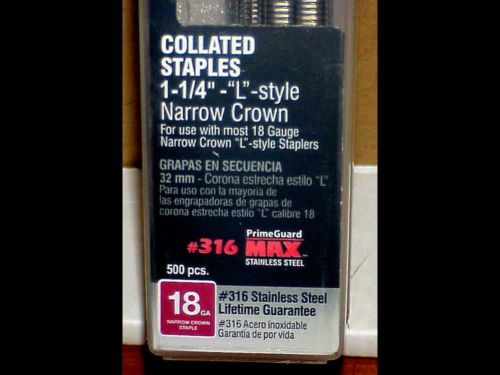 COLLATED
STAPLES
1-1/4" -"L"-style
Narrow Crown
For use with most 18 Gauge
Narrow Crown "L"-style Staplers
GRAPAS EN SECUENCIA
32 mm - Corona estrecha estilo "L"
Para uso con la mayoría de
las engrapadoras de grapas de
corona estrecha estilo "L" calibre 18
PrimeGuard
#316 MAX
STAINLESS STEEL
500 pcs.
18 GA
NARROW CROWN
STAPLE
#316 Stainless Steel
Lifetime Guarantee
#316 Acero inoxidable
Garantía de por vida